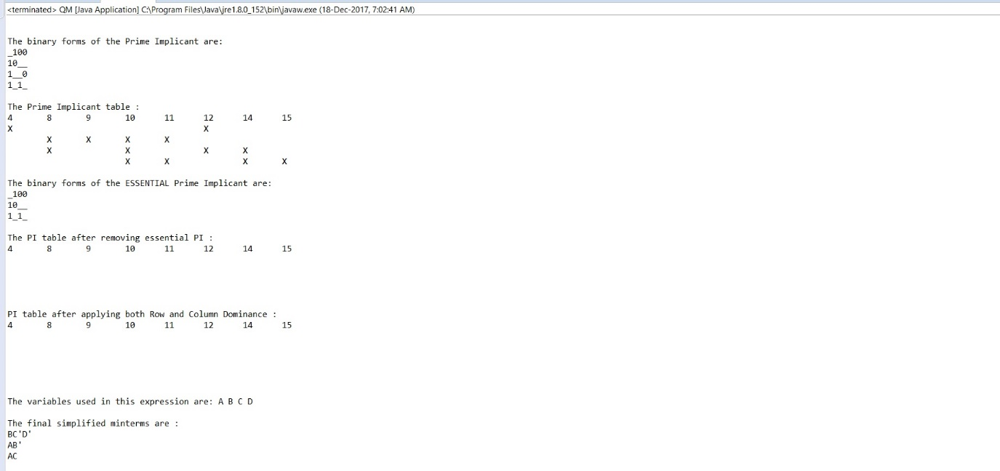 <terminated> QM [Java Application] C:\Program Files\Java\jre1.8.0_152\bin\javaw.exe (18-Dec-2017, 7:02:41 AM)
The binary forms of the Prime Implicant are:
_100
10__
1__0
1_1_
The Prime Implicant table :
4 8 9 10 11 12 14 15
X X
X X X X
X X X X
X X X X
The binary forms of the ESSENTIAL Prime Implicant are:
_100
10__
1_1_
The PI table after removing essential PI :
4 8 9 10 11 12 14 15
PI table after applying both Row and Column Dominance :
4 8 9 10 11 12 14 15
The variables used in this expression are: A B C D
The final simplified minterms are :
BC'D'
AB'
AC